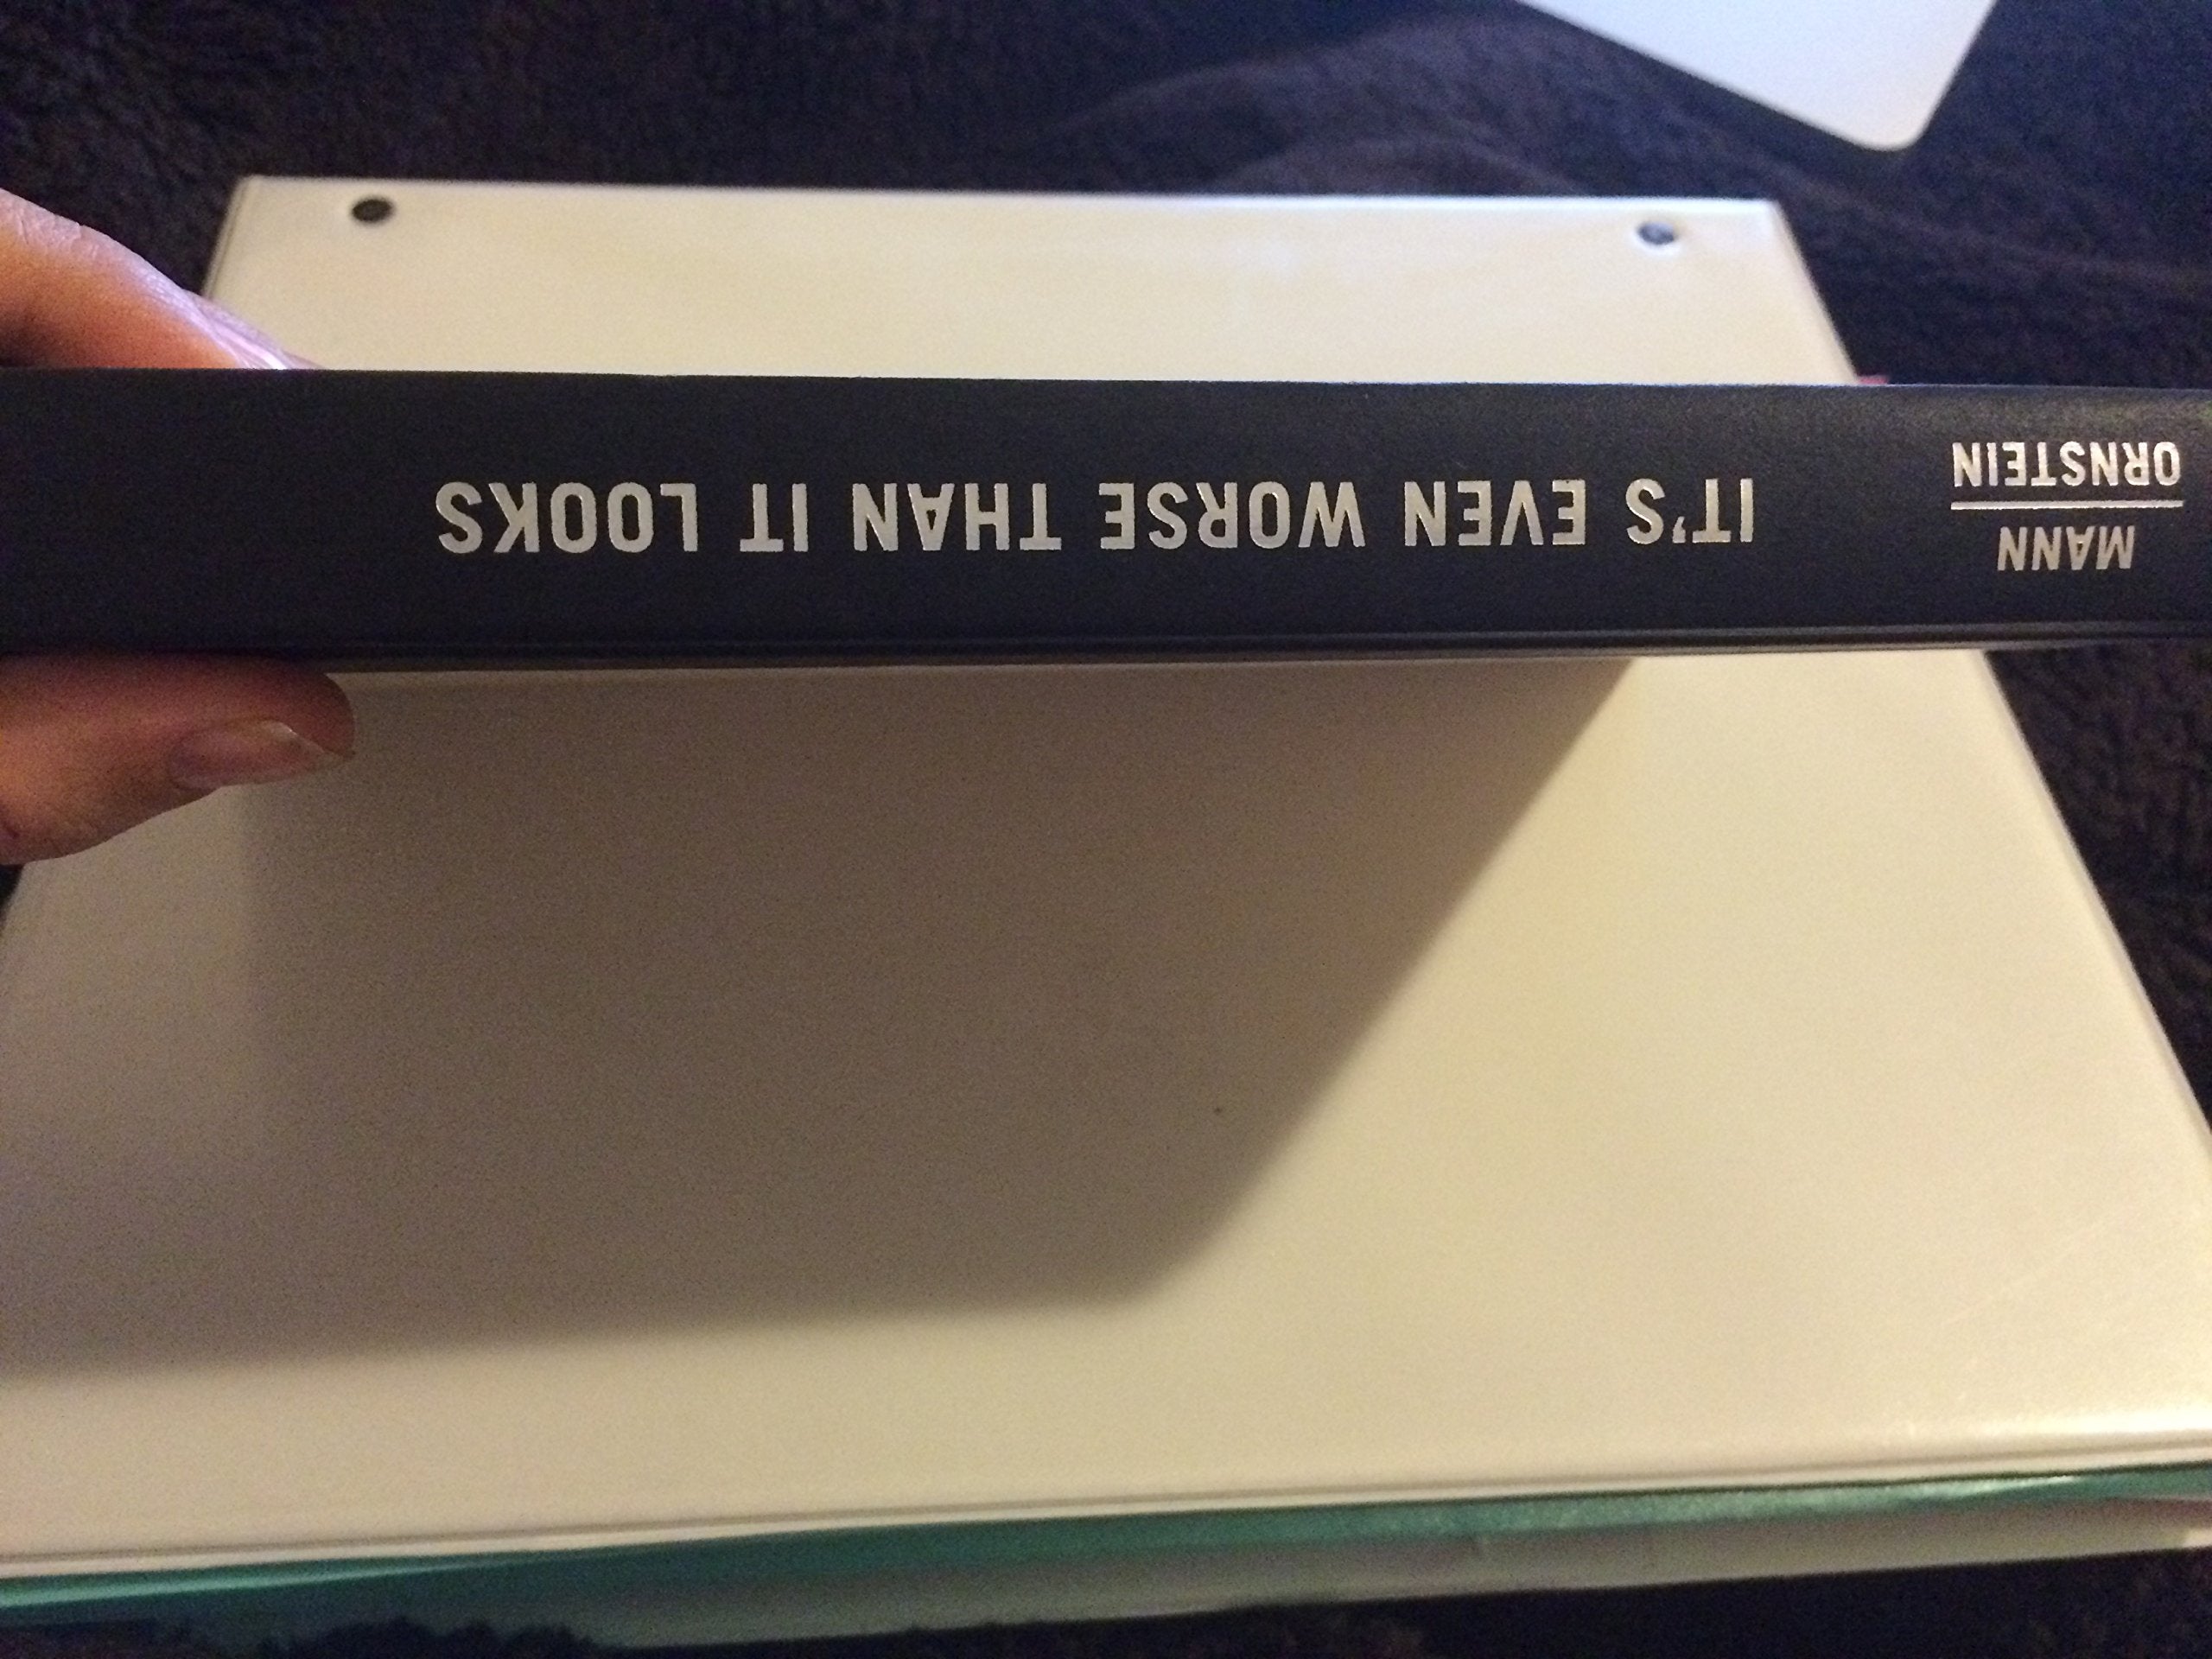 MANN
ORNSTEIN
IT'S EVEN WORSE THAN IT LOOKS